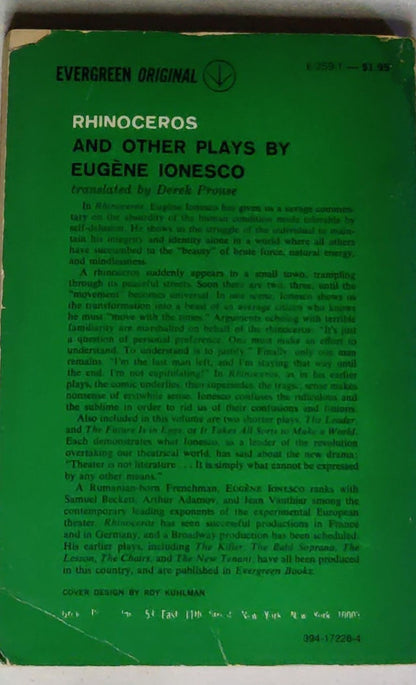 EVERGREEN ORIGINAL
E-259-T — $1.95
RHINOCEROS
AND OTHER PLAYS BY
EUGÈNE IONESCO
translated by Derek Prouse
In Rhinoceros, Eugène Ionesco has given us a savage commen-
tary on the absurdity of the human condition made tolerable by
self-delusion. He shows us the struggle of the individual to main-
tain his integrity and identity alone in a world where all others
have succumbed to the "beauty" of brute force, natural energy,
and mindlessness.
A rhinoceros suddenly appears in a small town, trampling
through its peaceful streets. Soon there are two, three, until the
"movement" becomes universal. In one scene, Ionesco shows us
the transformation into a beast of an average citizen who knows
he must "move with the times." Arguments echoing with terrible
familiarity are marshalled on behalf of the rhinoceros: "It's just
a question of personal preference. One must make an effort to
understand. To understand is to justify." Finally only one man
remains. "I'm the last man left, and I'm staying that way until
the end. I'm not capitulating!" In Rhinoceros, as in his earlier
plays, the comic underlies, then supersedes, the tragic; sense makes
nonsense of erstwhile sense. Ionesco confuses the ridiculous and
the sublime in order to rid us of their confusions and
Also included in this volume are two shorter plays, The Leader,
and The Future Is in Eggs, or It Takes All Sorts to Make a World.
Each demonstrates what Ionesco, as a leader of the revolution
overtaking our theatrical world, has said about the new drama:
"Theater is not literature . . . It is simply what cannot be expressed
by any other means."
A Rumanian-born Frenchman, EUGÈNE IONESCO ranks with
Samuel Beckett, Arthur Adamov, and Jean Vauthier among the
contemporary leading exponents of the experimental European
theater. Rhinoceros has seen successful productions in France
and in Germany, and a Broadway production has been scheduled.
His earlier plays, including The Killer, The Bald Soprano, The
Lesson, The Chairs, and The New Tenant, have all been produced
in this country, and are published in Evergreen Books.
COVER DESIGN BY ROY KUHLMAN
53 East 11th Street New York New York 10003
394-17226-4